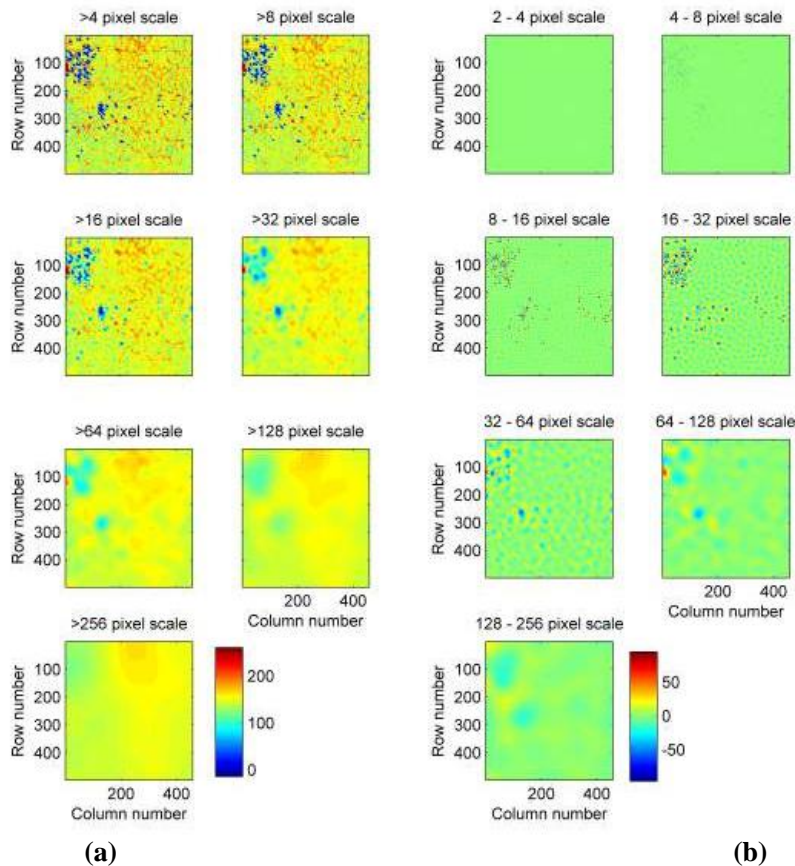 >4 pixel scale
>8 pixel scale
2 - 4 pixel scale
4 - 8 pixel scale
Row number
100
200
300
400
Row number
100
200
300
400
>16 pixel scale
>32 pixel scale
8 - 16 pixel scale
16 - 32 pixel scale
Row number
100
200
300
400
Row number
100
200
300
400
>64 pixel scale
>128 pixel scale
32 - 64 pixel scale
64 - 128 pixel scale
Row number
100
200
300
400
Row number
100
200
300
400
200 400
Column number
200 400
Column number
>256 pixel scale
128 - 256 pixel scale
Row number
100
200
300
400
200
100
0
Row number
100
200
300
400
50
0
-50
200 400
Column number
200 400
Column number
(a)
(b)